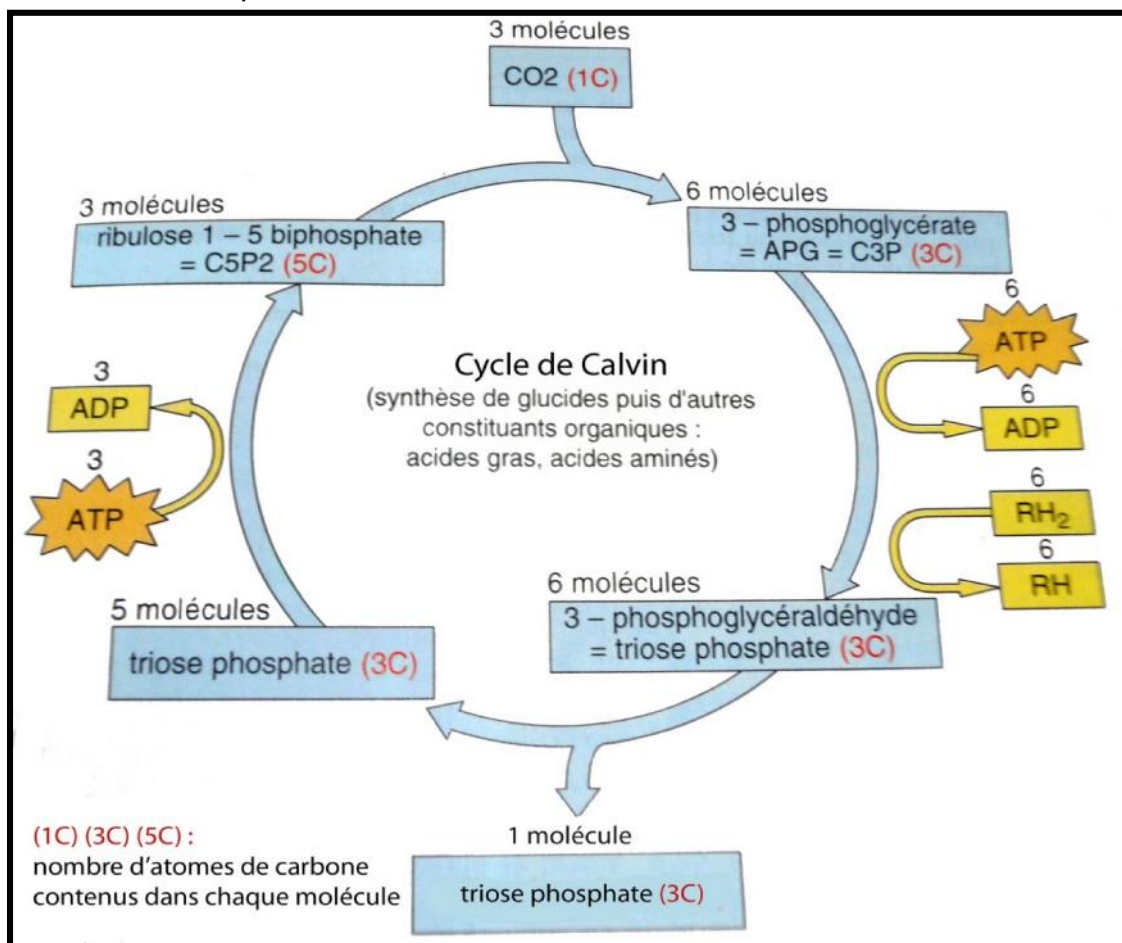 3 molécules
CO2 (1C)
3 molécules
ribulose 1 – 5 biphosphate
= C5P2 (5C)
6 molécules
3 – phosphoglycérate
= APG = C3P (3C)
6
ATP
6
ADP
6
RH₂
6
RH
Cycle de Calvin
(synthèse de glucides puis d'autres
constituants organiques :
acides gras, acides aminés)
3
ADP
3
ATP
6 molécules
3 – phosphoglycéraldéhyde
= triose phosphate (3C)
5 molécules
triose phosphate (3C)
1 molécule
triose phosphate (3C)
(1C) (3C) (5C) :
nombre d'atomes de carbone
contenus dans chaque molécule